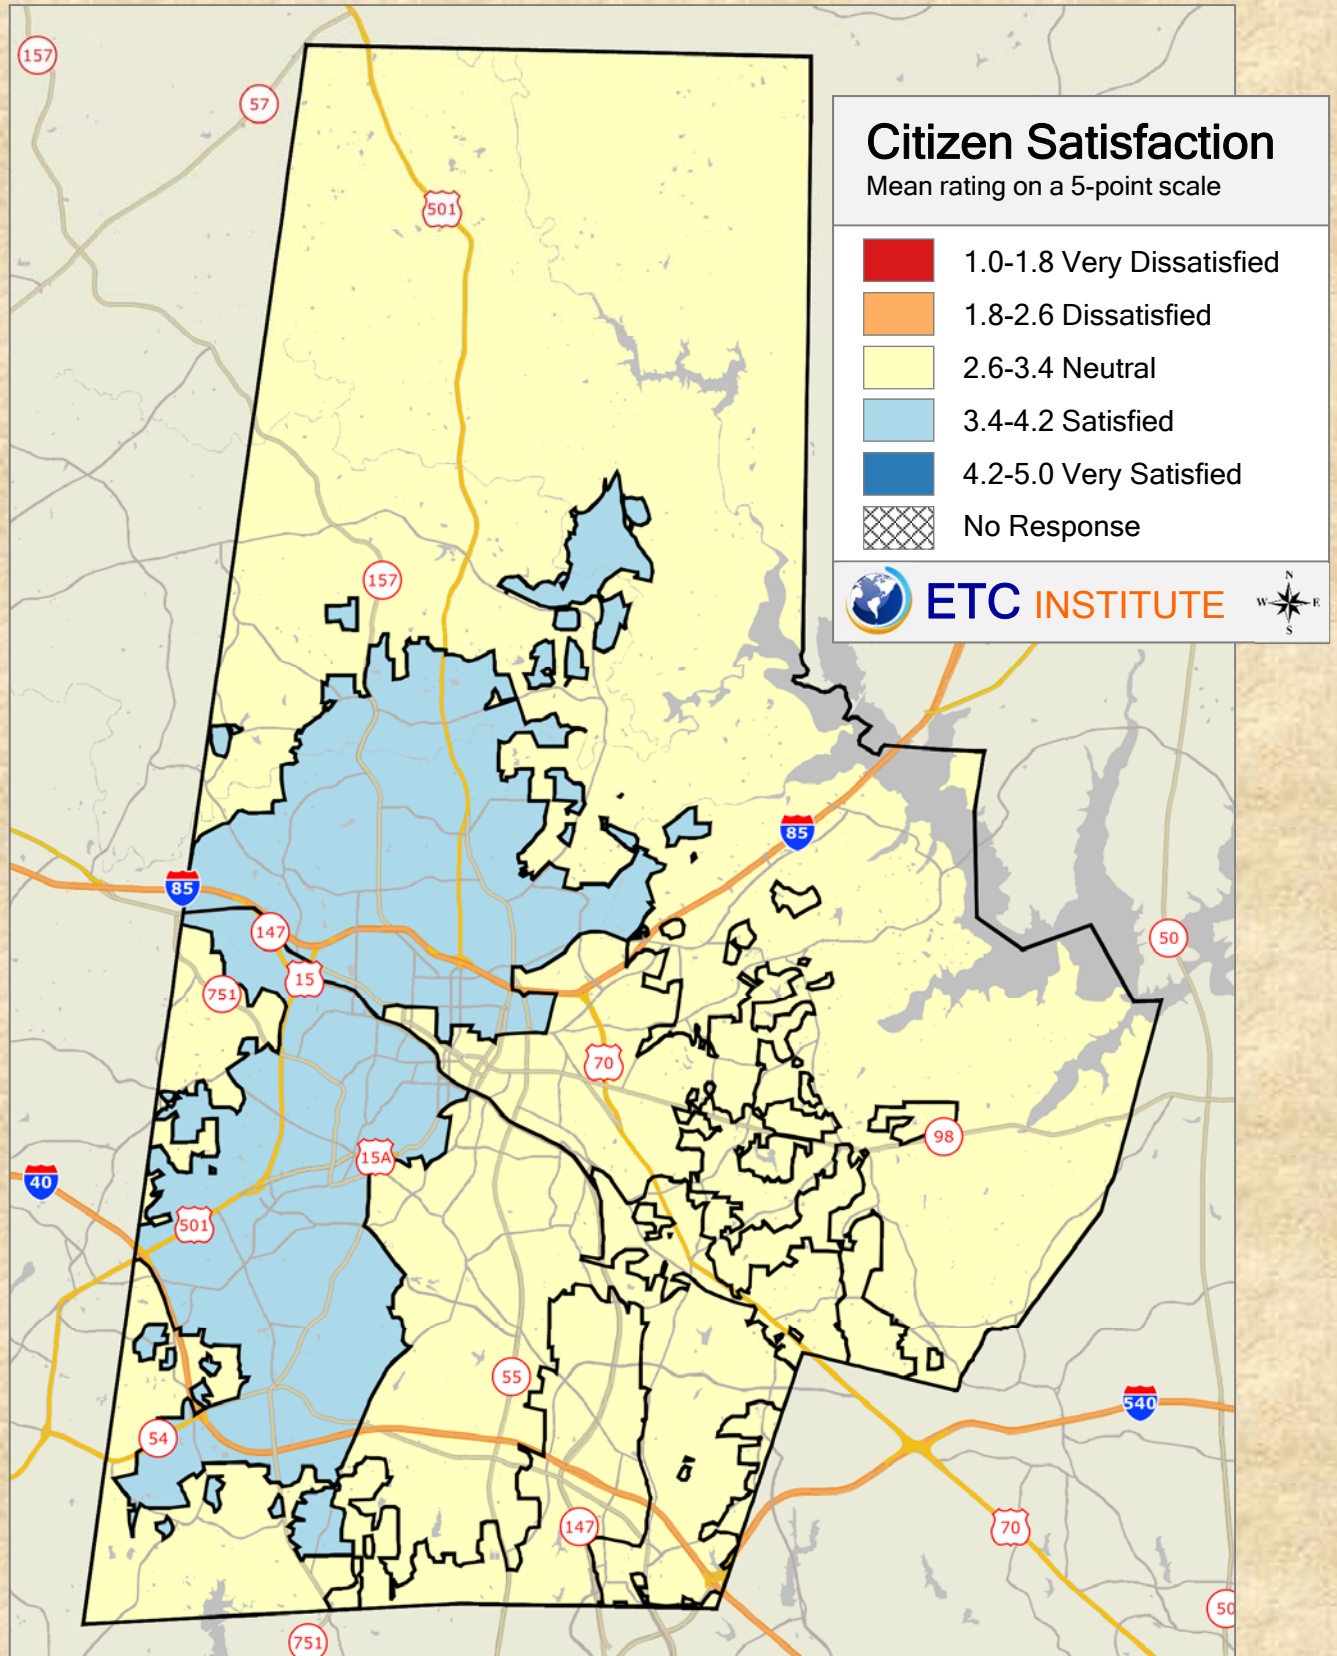 157
57
501
Citizen Satisfaction
Mean rating on a 5-point scale
1.0-1.8 Very Dissatisfied
1.8-2.6 Dissatisfied
2.6-3.4 Neutral
3.4-4.2 Satisfied
4.2-5.0 Very Satisfied
No Response
ETC INSTITUTE
N
W E
S
157
85
85
147
50
15
751
70
98
15A
40
501
55
540
54
147
70
50
751